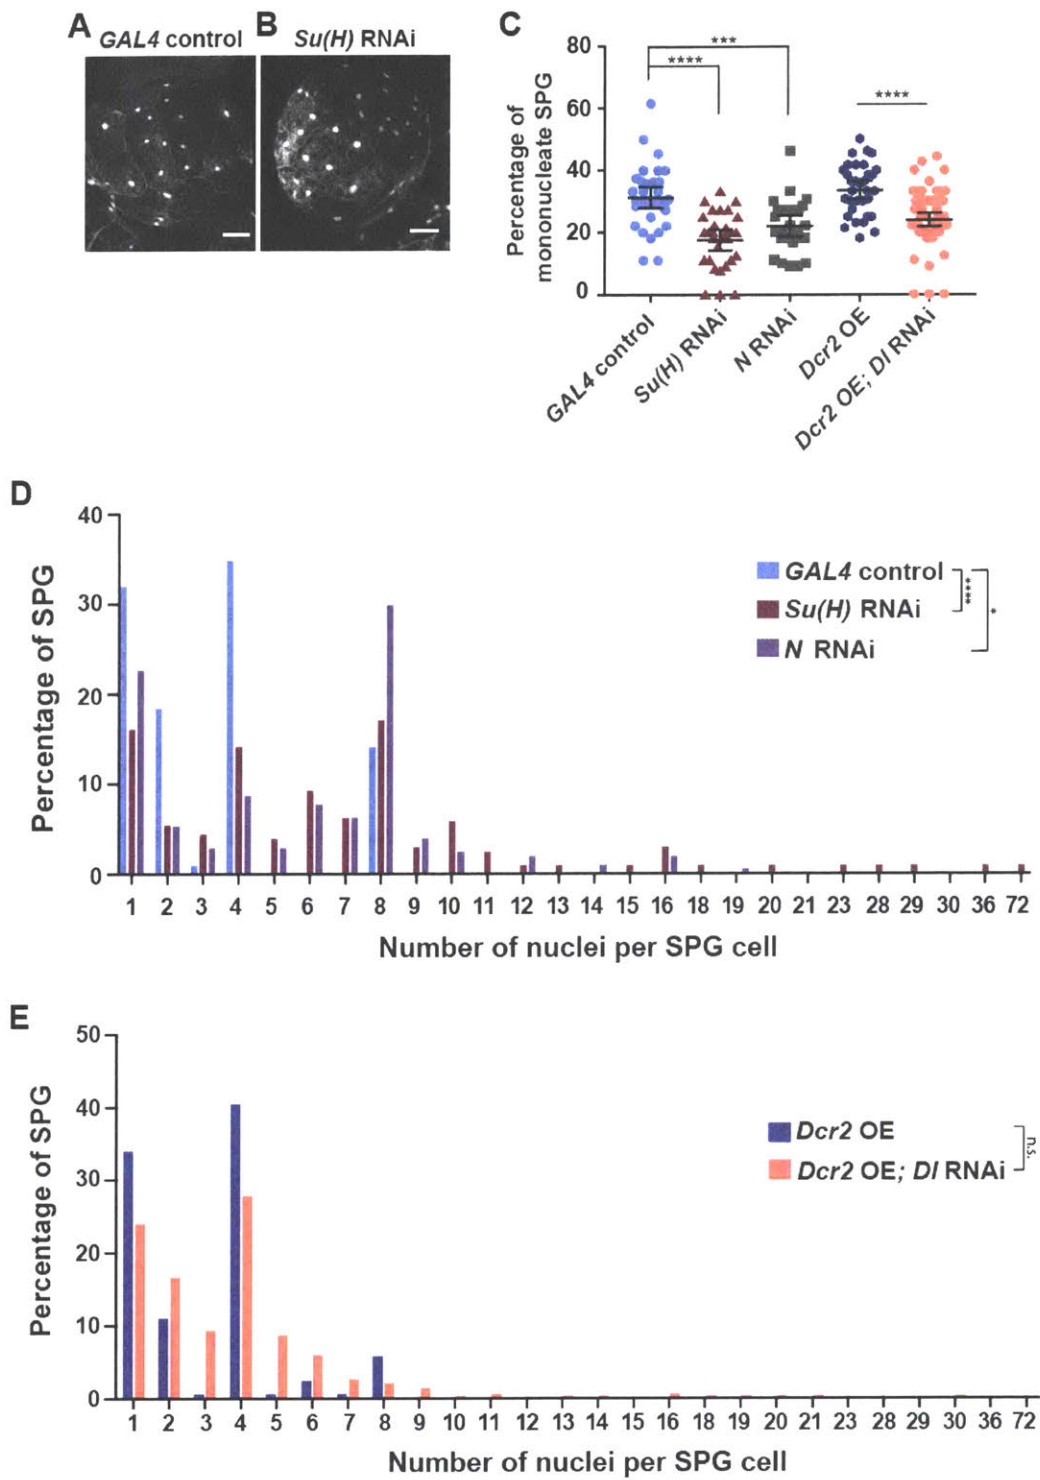 A GAL4 control
B Su(H) RNAi
C
***
****
****
Percentage of
mononucleate SPG
80
60
40
20
0
GAL4 control
Su(H) RNAi
N RNAi
Dcr2 OE
Dcr2 OE; Dl RNAi
D
Percentage of SPG
40
30
20
10
0
GAL4 control
Su(H) RNAi
N RNAi
****
*
1 2 3 4 5 6 7 8 9 10 11 12 13 14 15 16 18 19 20 21 23 28 29 30 36 72
Number of nuclei per SPG cell
E
Percentage of SPG
50
40
30
20
10
0
Dcr2 OE
Dcr2 OE; Dl RNAi
n.s.
1 2 3 4 5 6 7 8 9 10 11 12 13 14 15 16 18 19 20 21 23 28 29 30 36 72
Number of nuclei per SPG cell